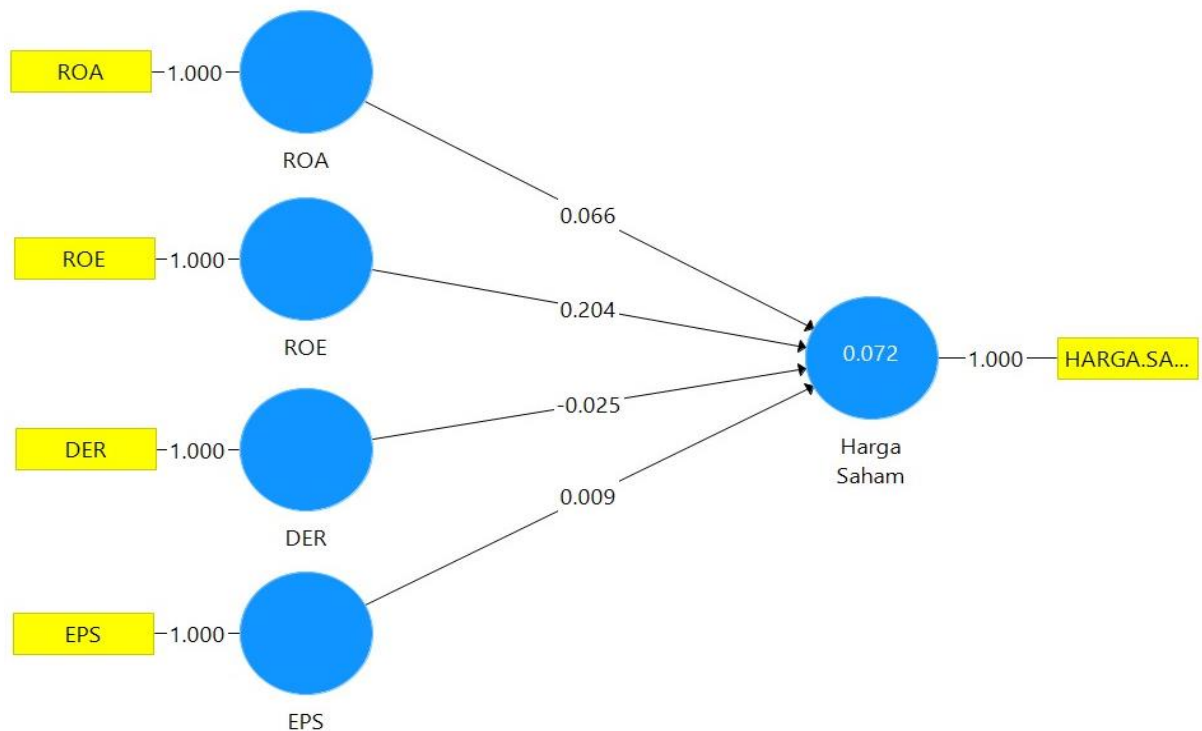 ROA
1.000
ROA
0.066
ROE
1.000
ROE
0.204
0.072
1.000
HARGA.SA...
Harga
Saham
DER
1.000
DER
-0.025
0.009
EPS
1.000
EPS